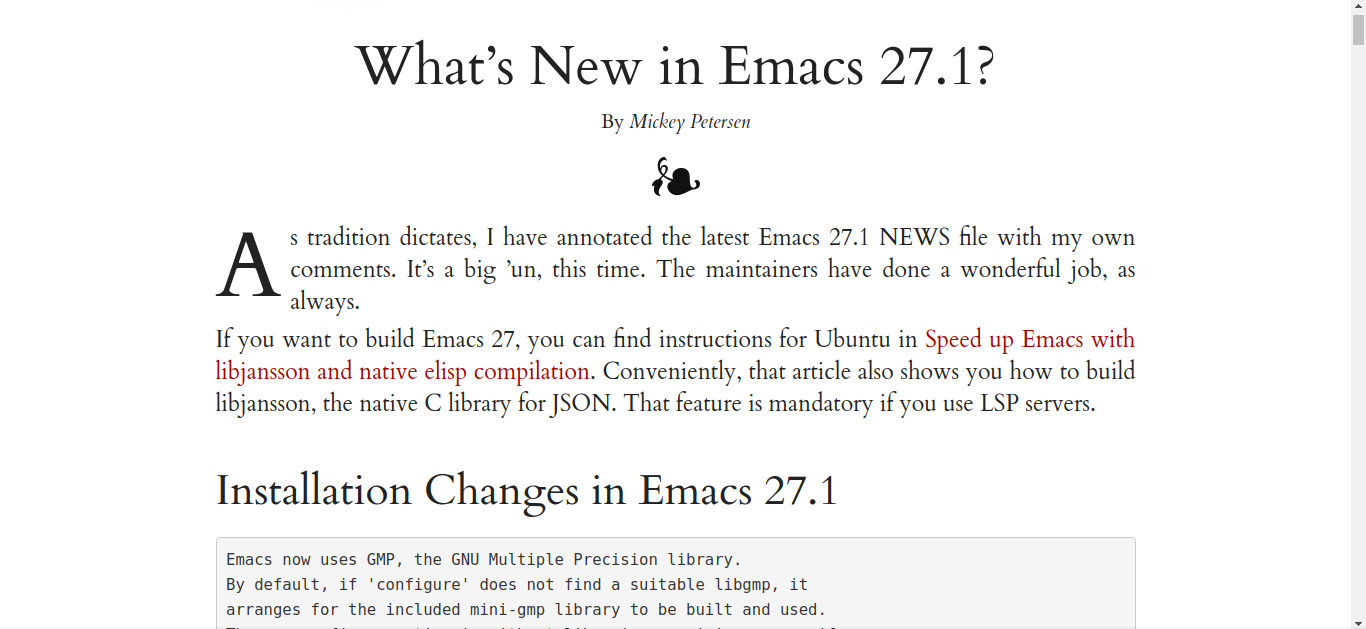 What’s New in Emacs 27.1?
By Mickey Petersen
As tradition dictates, I have annotated the latest Emacs 27.1 NEWS file with my own
comments. It’s a big ’un, this time. The maintainers have done a wonderful job, as
always.
If you want to build Emacs 27, you can find instructions for Ubuntu in Speed up Emacs with
libjansson and native elisp compilation. Conveniently, that article also shows you how to build
libjansson, the native C library for JSON. That feature is mandatory if you use LSP servers.
Installation Changes in Emacs 27.1
Emacs now uses GMP, the GNU Multiple Precision library.
By default, if 'configure' does not find a suitable libgmp, it
arranges for the included mini-gmp library to be built and used.